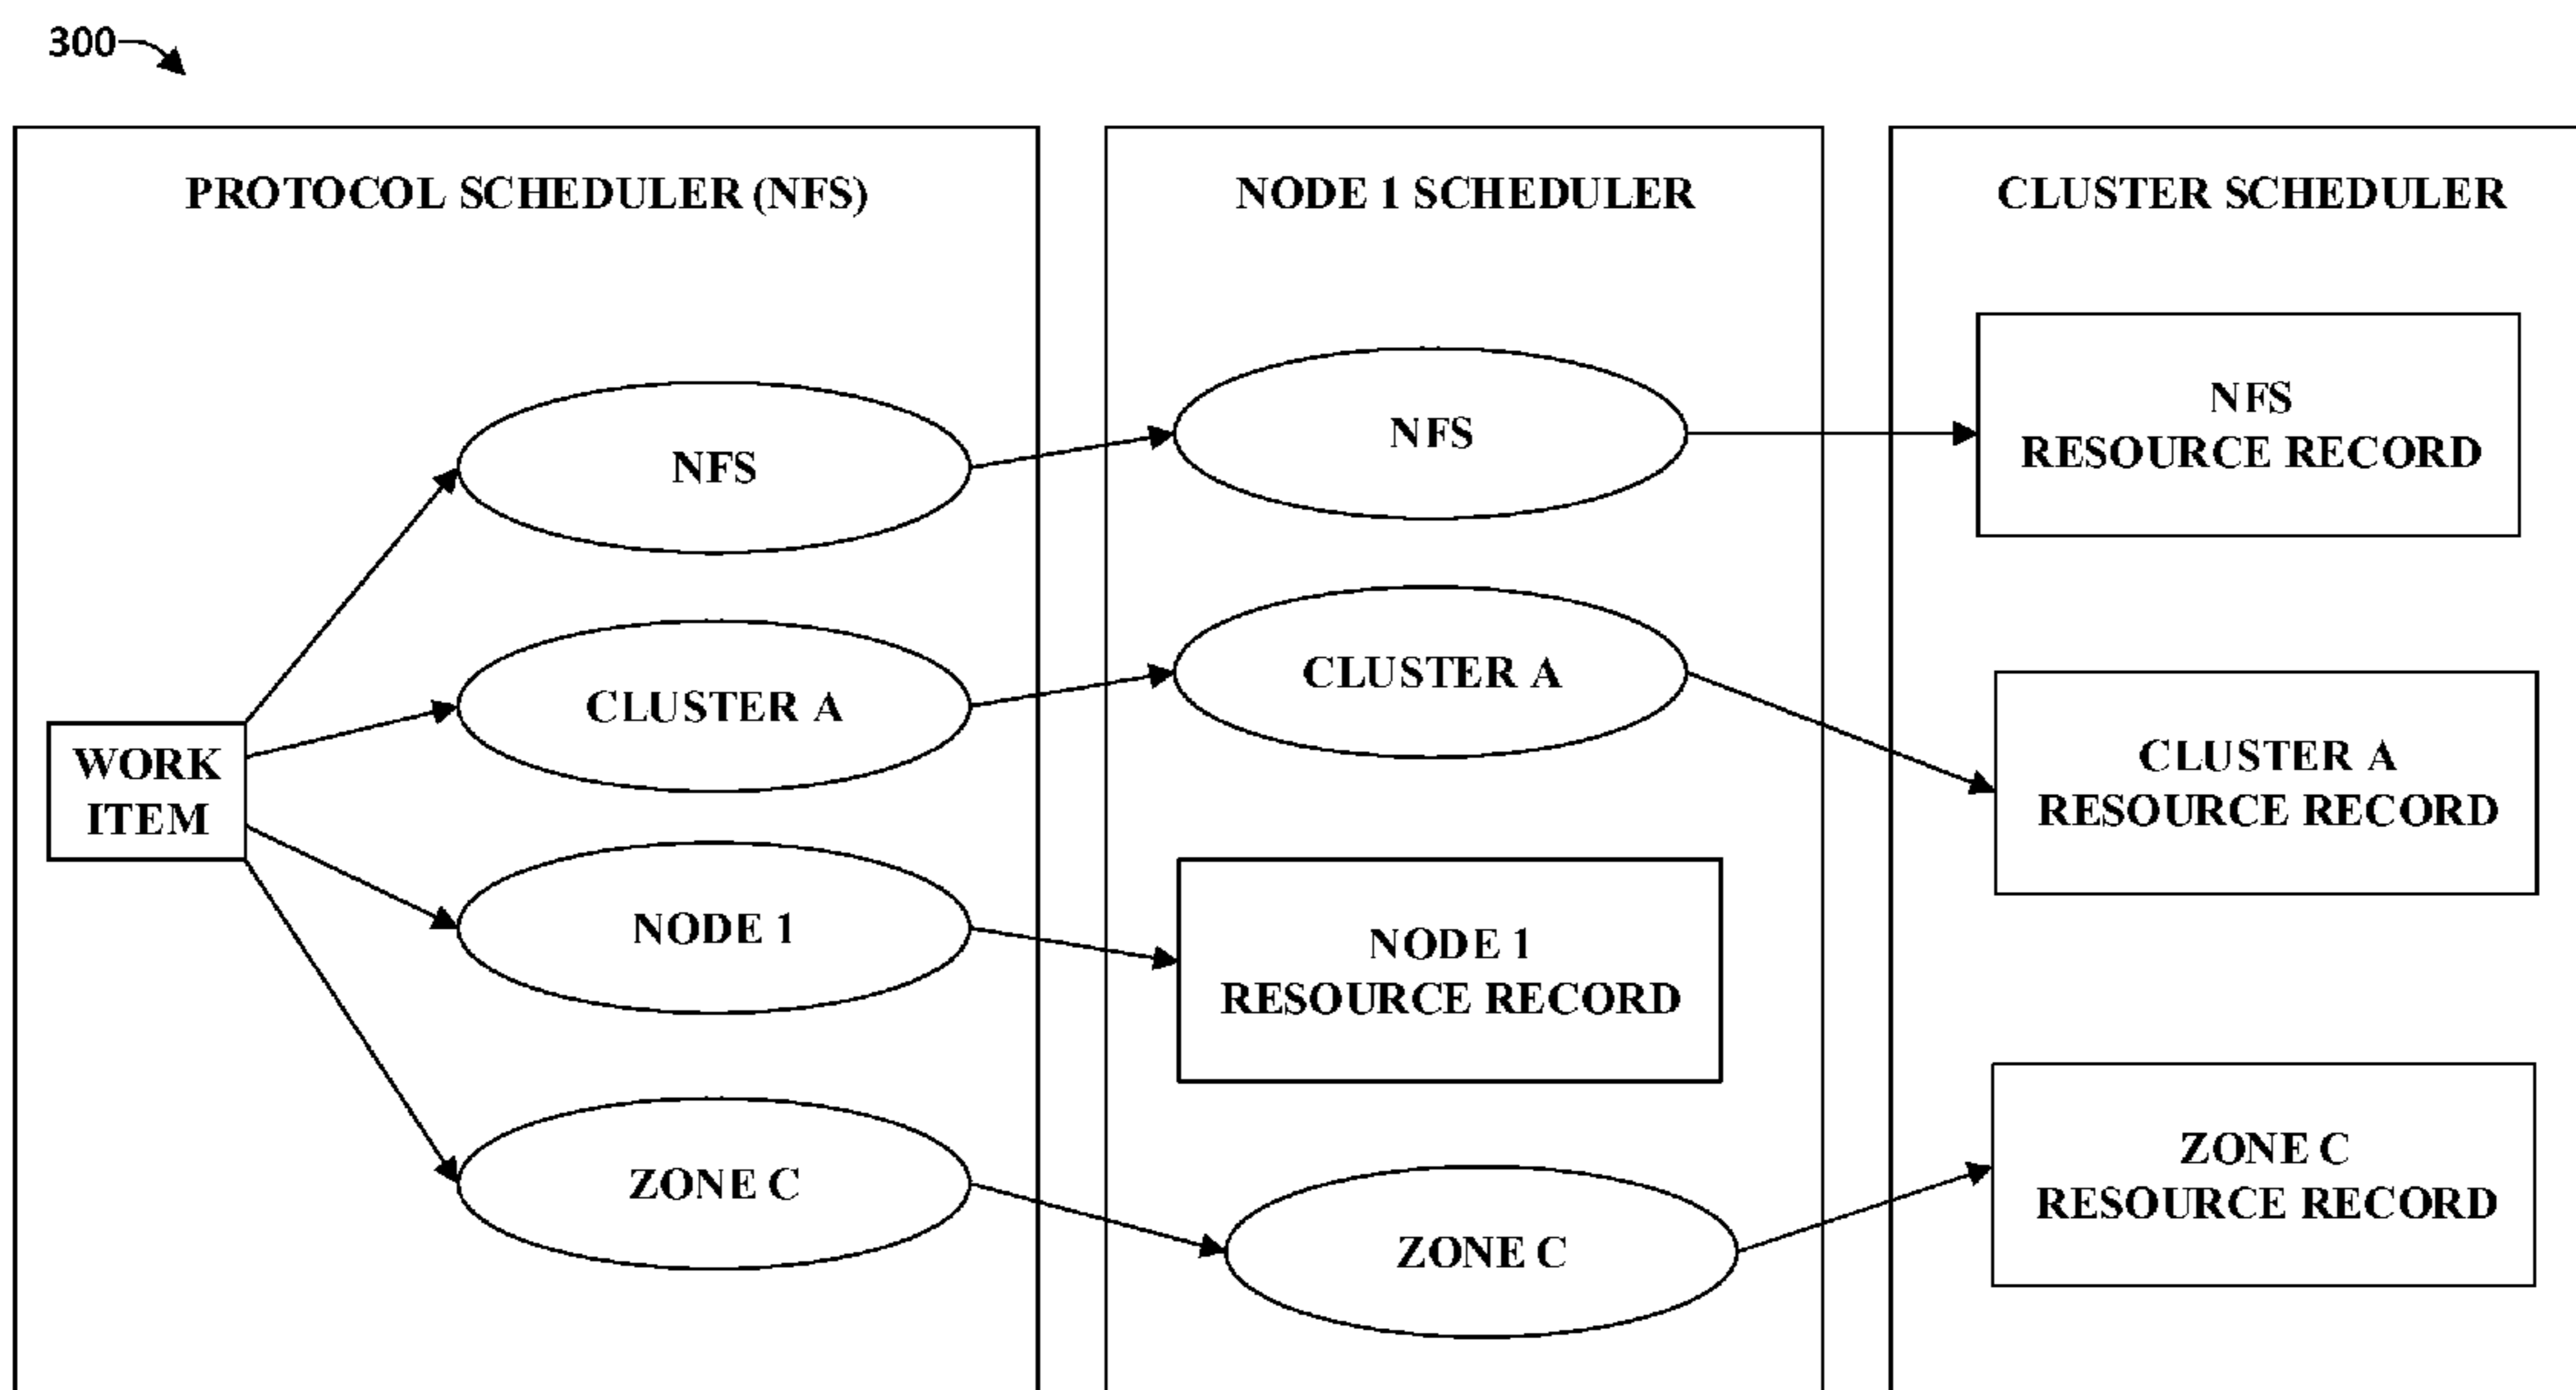 300
PROTOCOL SCHEDULER (NFS)
NFS
CLUSTER A
WORK
ITEM
NODE 1
ZONE C
NODE 1 SCHEDULER
NFS
CLUSTER A
NODE 1
RESOURCE RECORD
ZONE C
CLUSTER SCHEDULER
NFS
RESOURCE RECORD
CLUSTER A
RESOURCE RECORD
ZONE C
RESOURCE RECORD